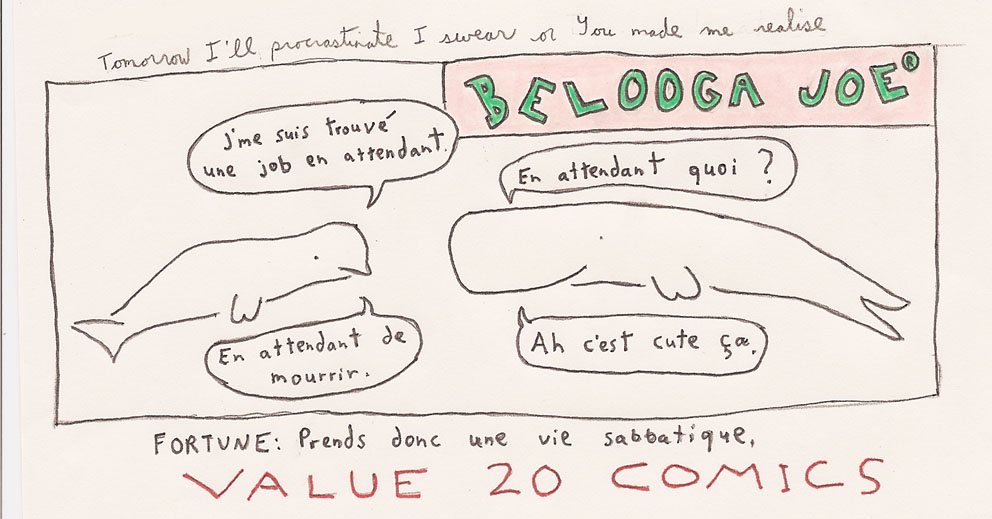 Tomorrow I'll procrastinate I swear or You made me realise
BELOOGA JOE®
J'me suis trouvé
une job en attendant.
En attendant quoi ?
En attendant de
mourrir.
Ah c'est cute ça.
FORTUNE: Prends donc une vie sabbatique,
VALUE 20 COMICS